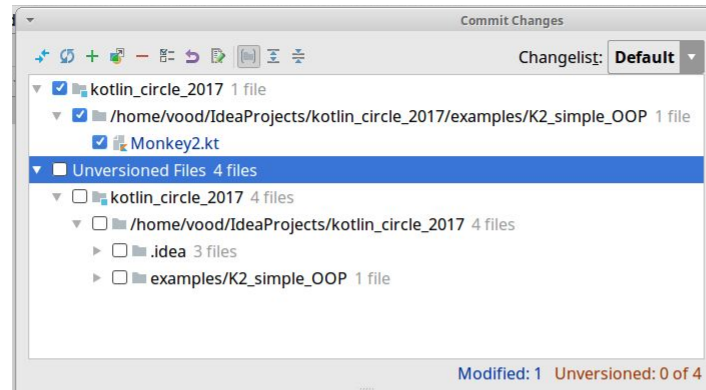 Commit Changes
Changelist: Default
kotlin_circle_2017 1 file
/home/vood/IdeaProjects/kotlin_circle_2017/examples/K2_simple_OOP 1 file
Monkey2.kt
Unversioned Files 4 files
kotlin_circle_2017 4 files
/home/vood/IdeaProjects/kotlin_circle_2017 4 files
.idea 3 files
examples/K2_simple_OOP 1 file
Modified: 1 Unversioned: 0 of 4